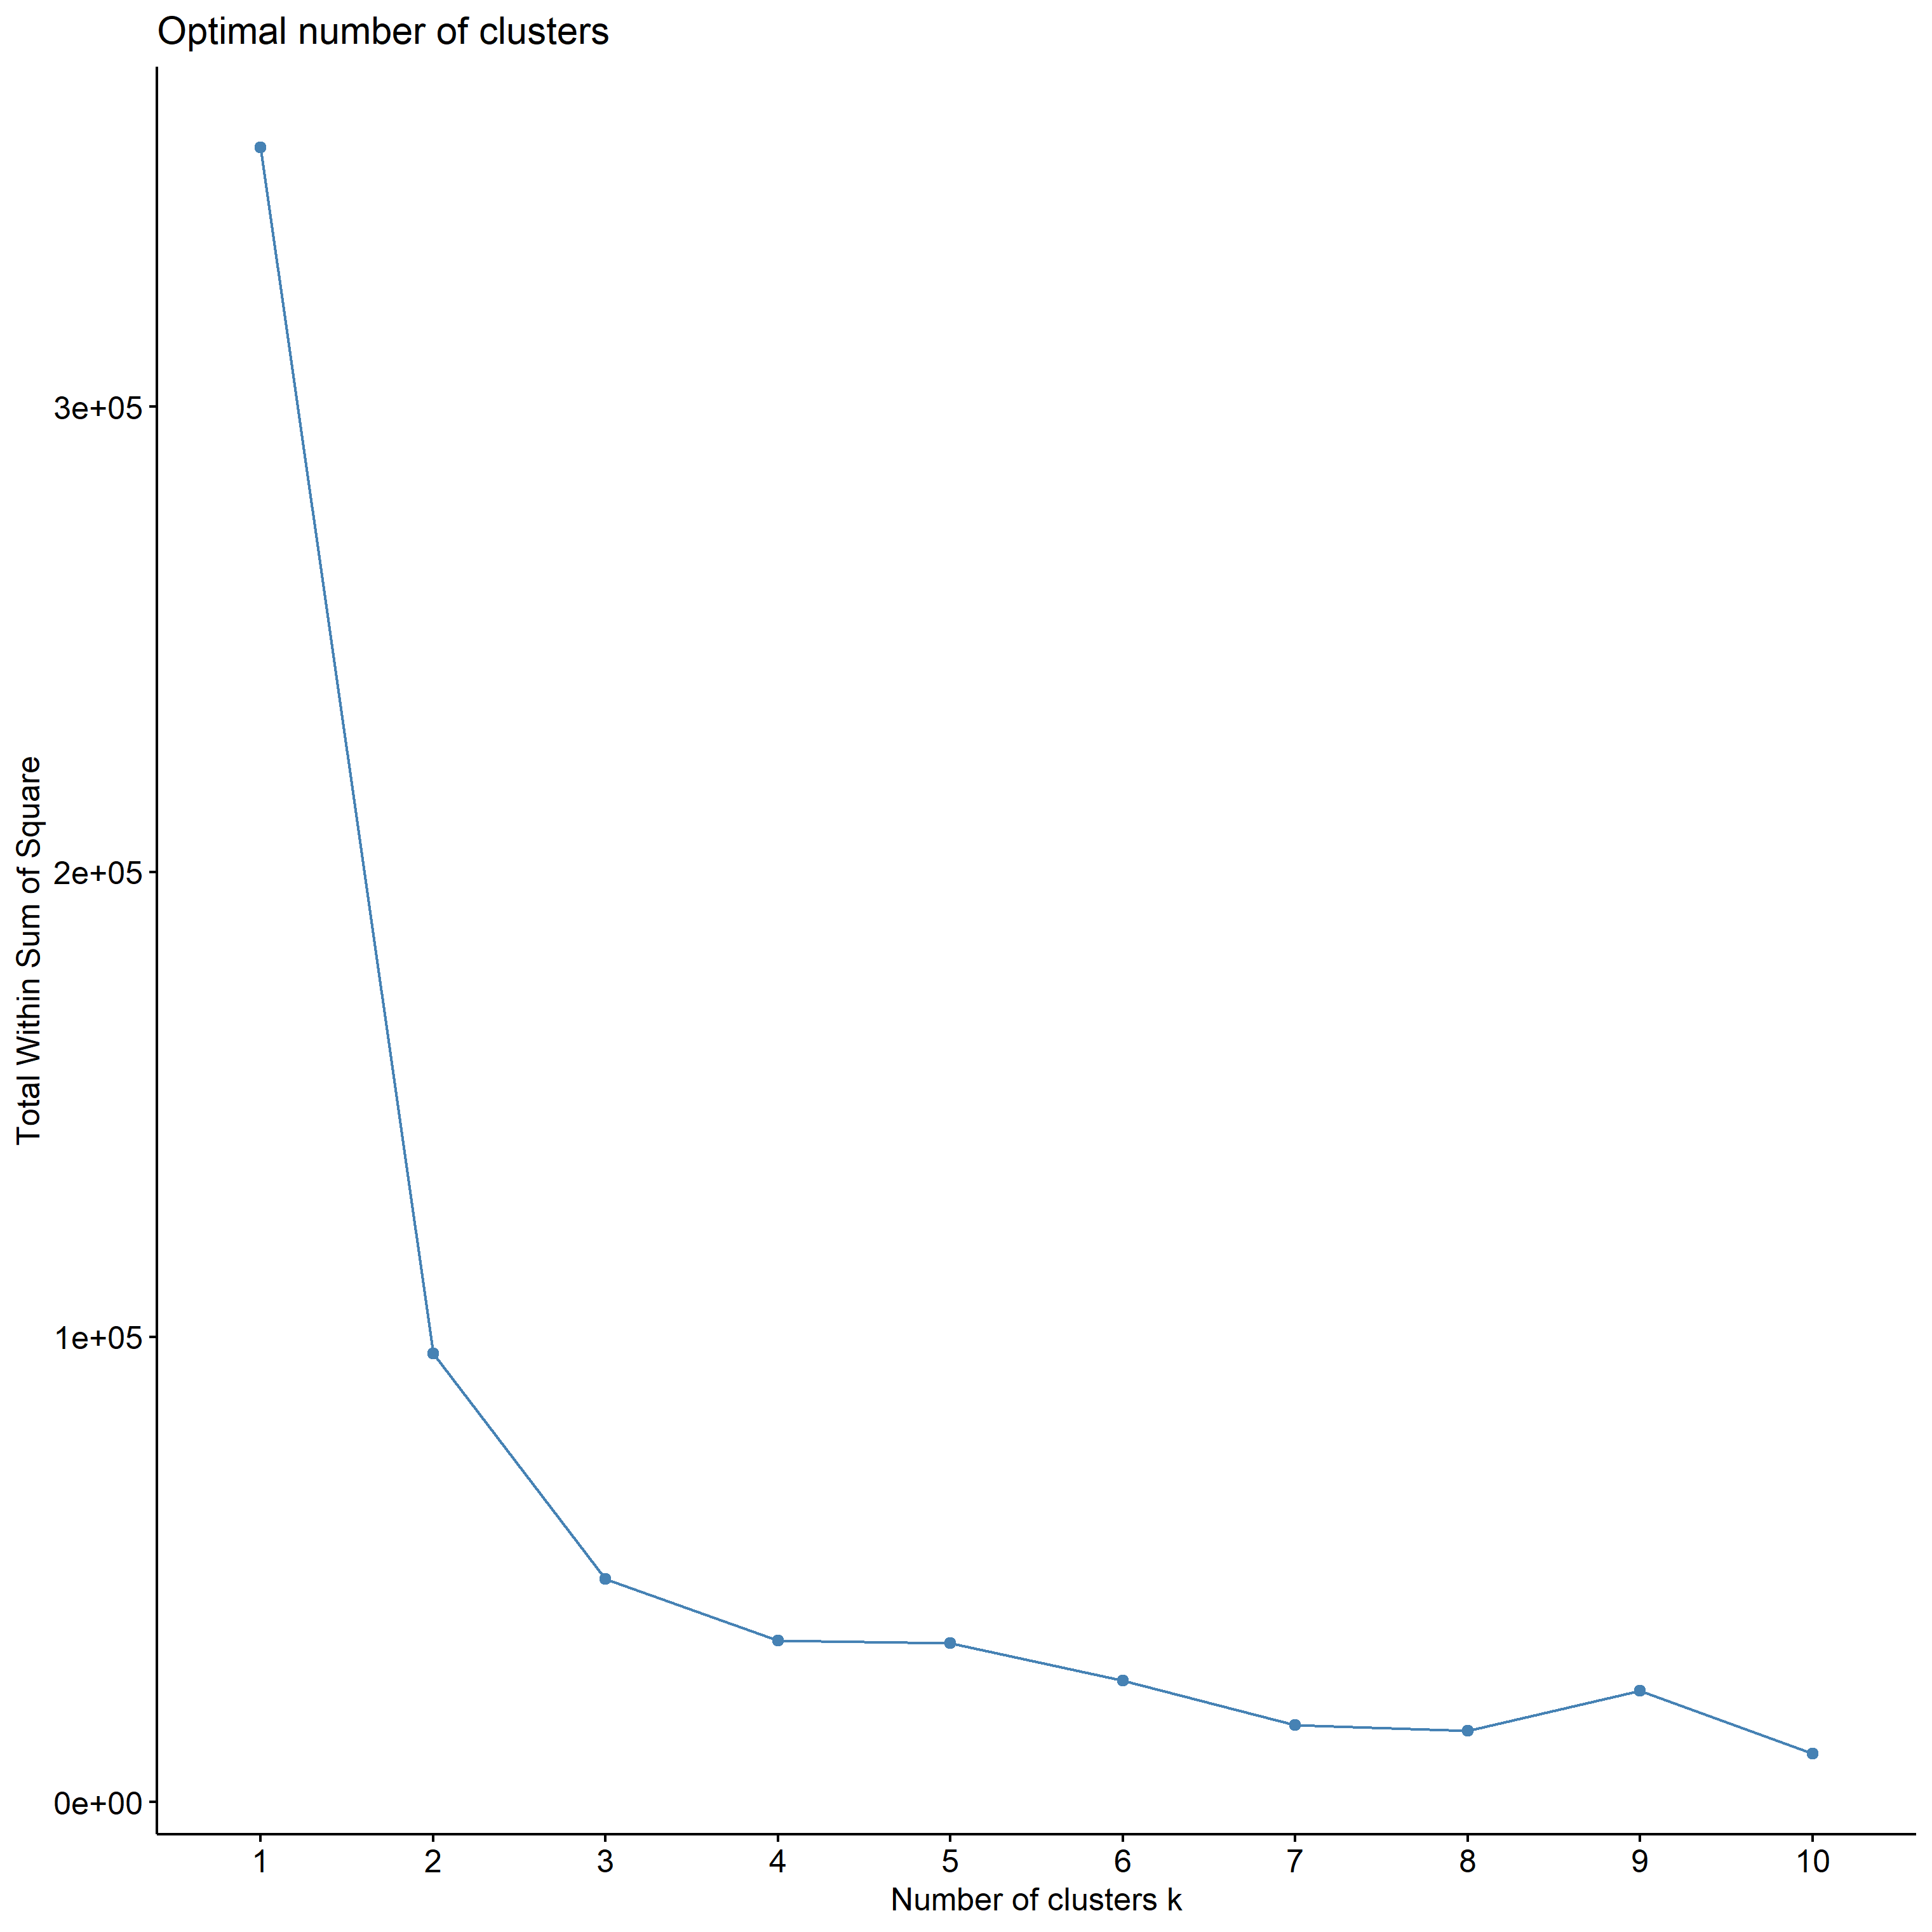 Optimal number of clusters
Total Within Sum of Square
3e+05
2e+05
1e+05
0e+00
1 2 3 4 5 6 7 8 9 10
Number of clusters k